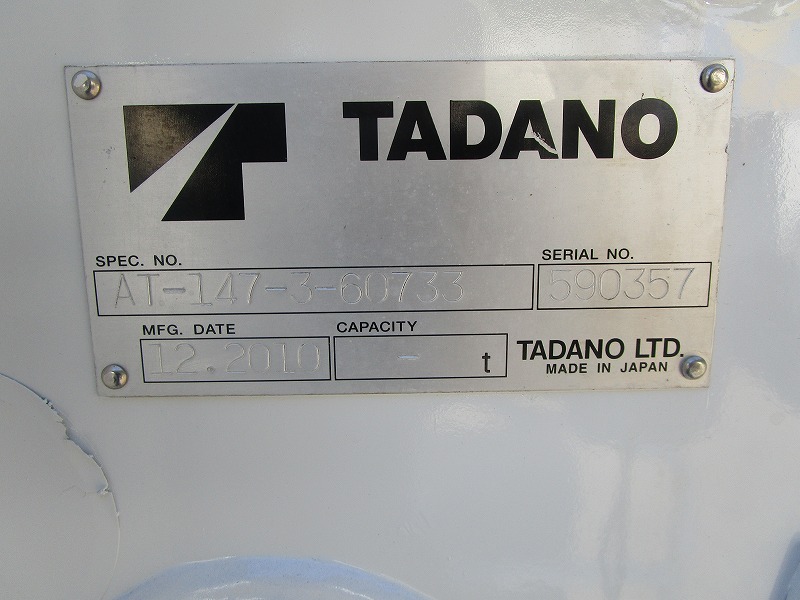 TADANO
SPEC. NO. SERIAL NO.
AT-147-3-60733 590357
MFG. DATE CAPACITY
12.2010 - t TADANO LTD.
MADE IN JAPAN